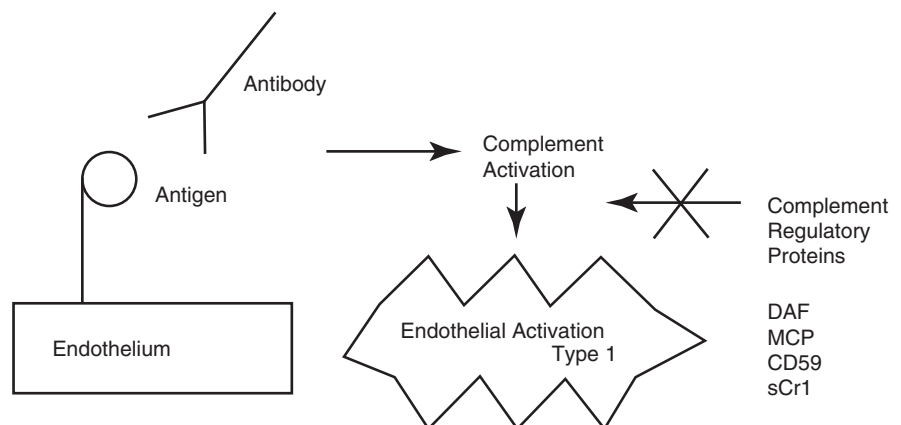 Antibody
Antigen
Endothelium
Complement
Activation
Endothelial Activation
Type 1
Complement
Regulatory
Proteins
DAF
MCP
CD59
sCr1